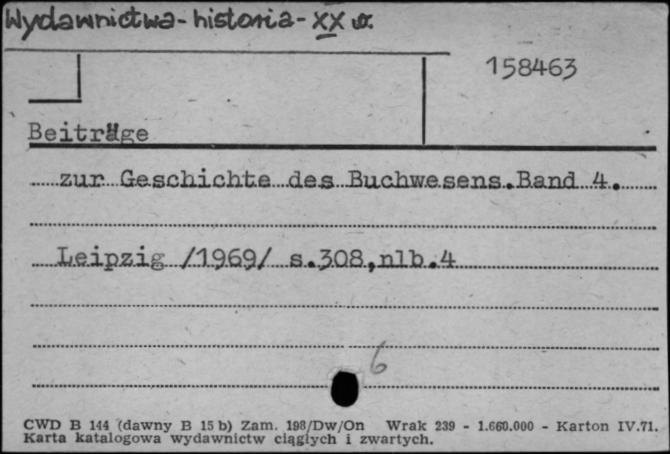 Wydawnictwa - historia - XX w.
158463
Beiträge
zur Geschichte des Buchwesens.Band 4.
Leipzig /1969/ s.308,nlb.4
6
CWD B 144 (dawny B 15 b) Zam. 198/Dw/On Wrak 239 - 1.660.000 - Karton IV.71.
Karta katalogowa wydawnictw ciągłych i zwartych.